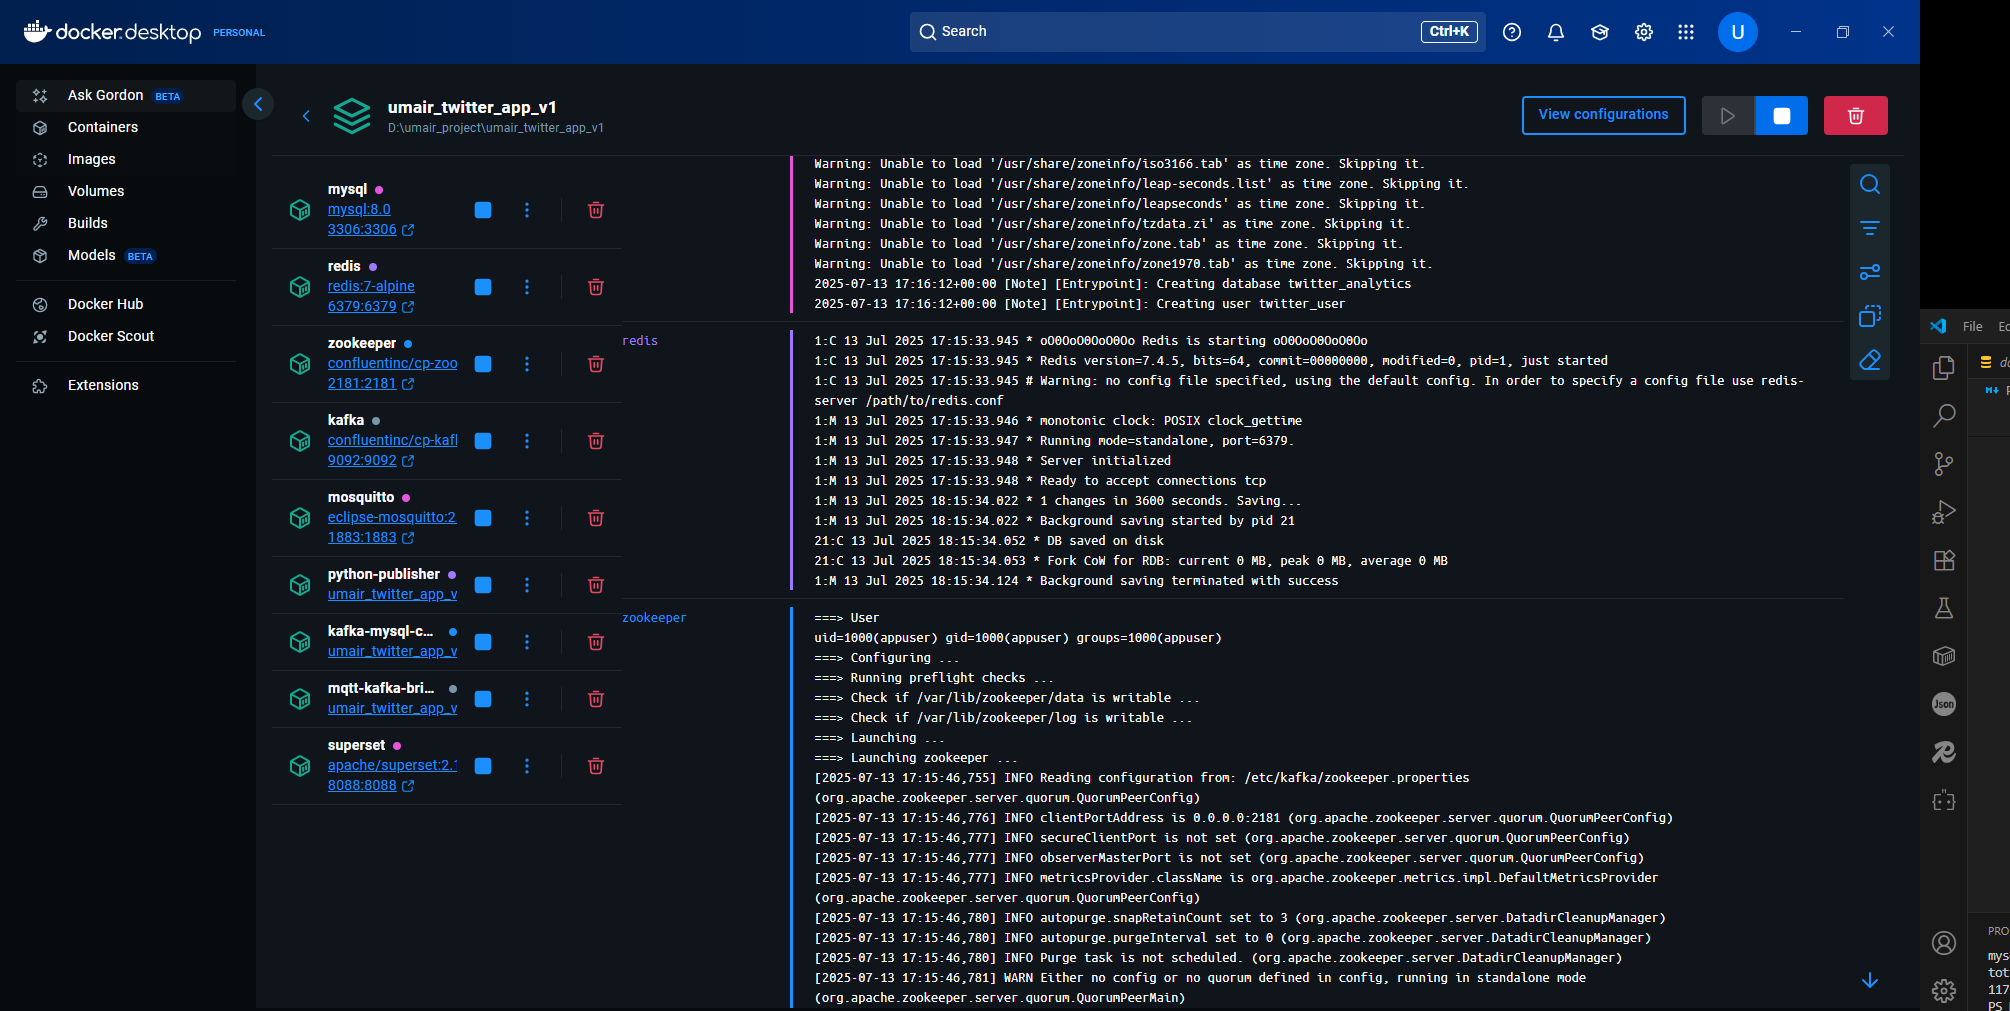 docker.desktop PERSONAL
Search Ctrl+K
U
Ask Gordon BETA
Containers
Images
Volumes
Builds
Models BETA
Docker Hub
Docker Scout
Extensions
umair_twitter_app_v1
D:\umair_project\umair_twitter_app_v1
View configurations
mysql
mysql:8.0
3306:3306
redis
redis:7-alpine
6379:6379
zookeeper
confluentinc/cp-zoo
2181:2181
kafka
confluentinc/cp-kafl
9092:9092
mosquitto
eclipse-mosquitto:2
1883:1883
python-publisher
umair_twitter_app_v
kafka-mysql-c...
umair_twitter_app_v
mqtt-kafka-bri...
umair_twitter_app_v
superset
apache/superset:2.1
8088:8088
Warning: Unable to load '/usr/share/zoneinfo/iso3166.tab' as time zone. Skipping it.
Warning: Unable to load '/usr/share/zoneinfo/leap-seconds.list' as time zone. Skipping it.
Warning: Unable to load '/usr/share/zoneinfo/leapseconds' as time zone. Skipping it.
Warning: Unable to load '/usr/share/zoneinfo/tzdata.zi' as time zone. Skipping it.
Warning: Unable to load '/usr/share/zoneinfo/zone.tab' as time zone. Skipping it.
Warning: Unable to load '/usr/share/zoneinfo/zone1970.tab' as time zone. Skipping it.
2025-07-13 17:16:12+00:00 [Note] [Entrypoint]: Creating database twitter_analytics
2025-07-13 17:16:12+00:00 [Note] [Entrypoint]: Creating user twitter_user
redis
1:C 13 Jul 2025 17:15:33.945 * oO0OoO0OoO0Oo Redis is starting oO0OoO0OoO0Oo
1:C 13 Jul 2025 17:15:33.945 * Redis version=7.4.5, bits=64, commit=00000000, modified=0, pid=1, just started
1:C 13 Jul 2025 17:15:33.945 # Warning: no config file specified, using the default config. In order to specify a config file use redis-
server /path/to/redis.conf
1:M 13 Jul 2025 17:15:33.946 * monotonic clock: POSIX clock_gettime
1:M 13 Jul 2025 17:15:33.947 * Running mode=standalone, port=6379.
1:M 13 Jul 2025 17:15:33.948 * Server initialized
1:M 13 Jul 2025 17:15:33.948 * Ready to accept connections tcp
1:M 13 Jul 2025 18:15:34.022 * 1 changes in 3600 seconds. Saving...
1:M 13 Jul 2025 18:15:34.022 * Background saving started by pid 21
21:C 13 Jul 2025 18:15:34.052 * DB saved on disk
21:C 13 Jul 2025 18:15:34.053 * Fork CoW for RDB: current 0 MB, peak 0 MB, average 0 MB
1:M 13 Jul 2025 18:15:34.124 * Background saving terminated with success
zookeeper
===> User
uid=1000(appuser) gid=1000(appuser) groups=1000(appuser)
===> Configuring ...
===> Running preflight checks ...
===> Check if /var/lib/zookeeper/data is writable ...
===> Check if /var/lib/zookeeper/log is writable ...
===> Launching ...
===> Launching zookeeper ...
[2025-07-13 17:15:46,755] INFO Reading configuration from: /etc/kafka/zookeeper.properties
(org.apache.zookeeper.server.quorum.QuorumPeerConfig)
[2025-07-13 17:15:46,776] INFO clientPortAddress is 0.0.0.0:2181 (org.apache.zookeeper.server.quorum.QuorumPeerConfig)
[2025-07-13 17:15:46,777] INFO secureClientPort is not set (org.apache.zookeeper.server.quorum.QuorumPeerConfig)
[2025-07-13 17:15:46,777] INFO observerMasterPort is not set (org.apache.zookeeper.server.quorum.QuorumPeerConfig)
[2025-07-13 17:15:46,777] INFO metricsProvider.className is org.apache.zookeeper.metrics.impl.DefaultMetricsProvider
(org.apache.zookeeper.server.quorum.QuorumPeerConfig)
[2025-07-13 17:15:46,780] INFO autopurge.snapRetainCount set to 3 (org.apache.zookeeper.server.DatadirCleanupManager)
[2025-07-13 17:15:46,780] INFO autopurge.purgeInterval set to 0 (org.apache.zookeeper.server.DatadirCleanupManager)
[2025-07-13 17:15:46,780] INFO Purge task is not scheduled. (org.apache.zookeeper.server.DatadirCleanupManager)
[2025-07-13 17:15:46,781] WARN Either no config or no quorum defined in config, running in standalone mode
(org.apache.zookeeper.server.quorum.QuorumPeerMain)
File
Json
PRO
mys
tot
117
PS